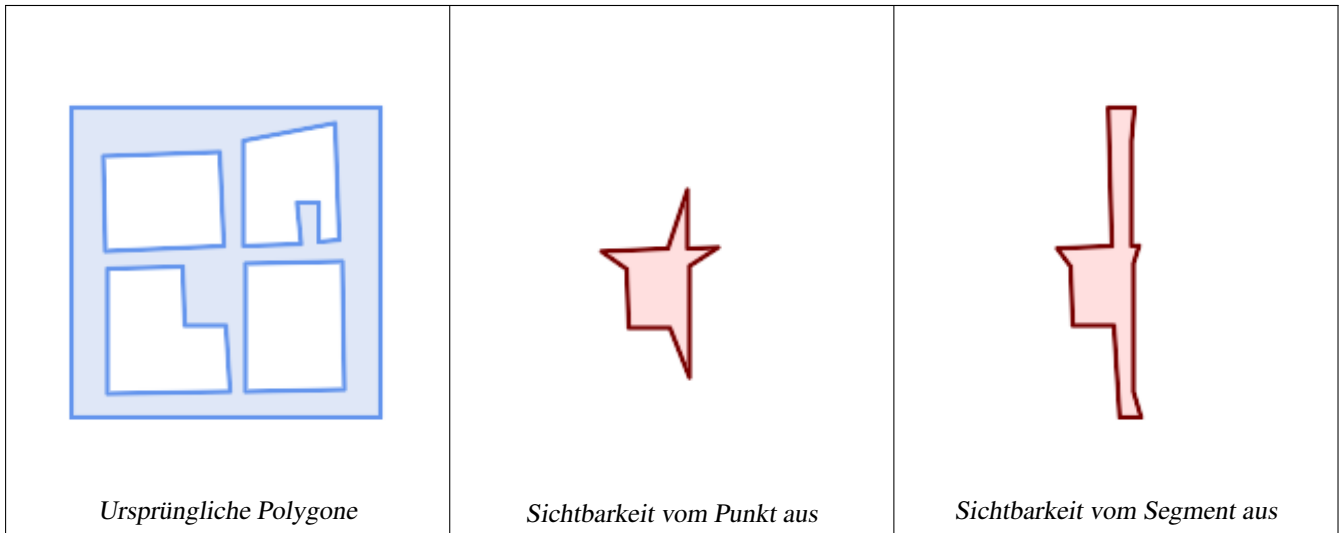 Ursprüngliche Polygone
Sichtbarkeit vom Punkt aus
Sichtbarkeit vom Segment aus